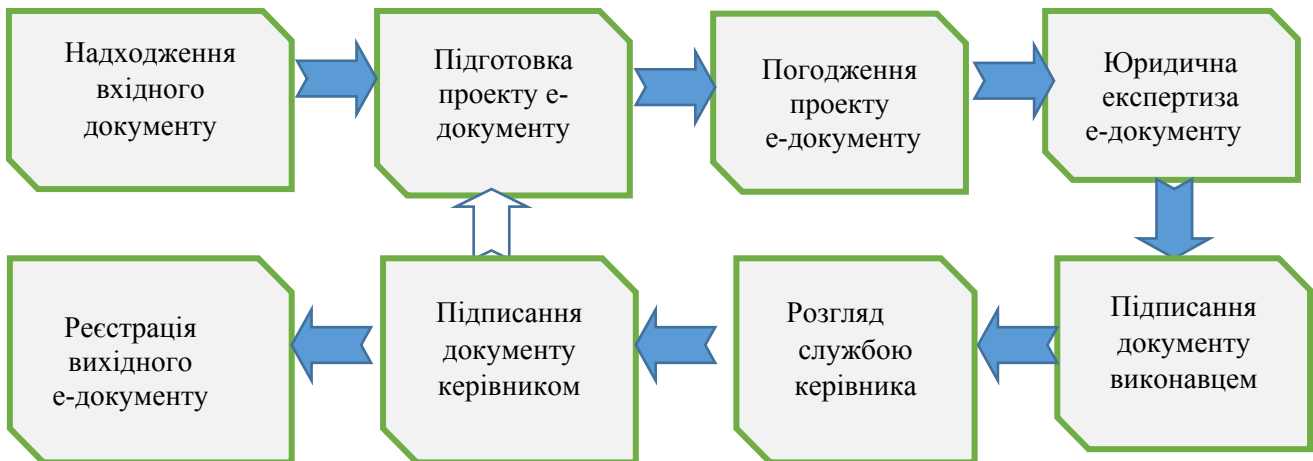 Надходження
вхідного
документу
Підготовка
проекту е-
документу
Погодження
проекту
е-документу
Юридична
експертиза
е-документу
Реєстрація
вихідного
е-документу
Підписання
документу
керівником
Розгляд
службою
керівника
Підписання
документу
виконавцем